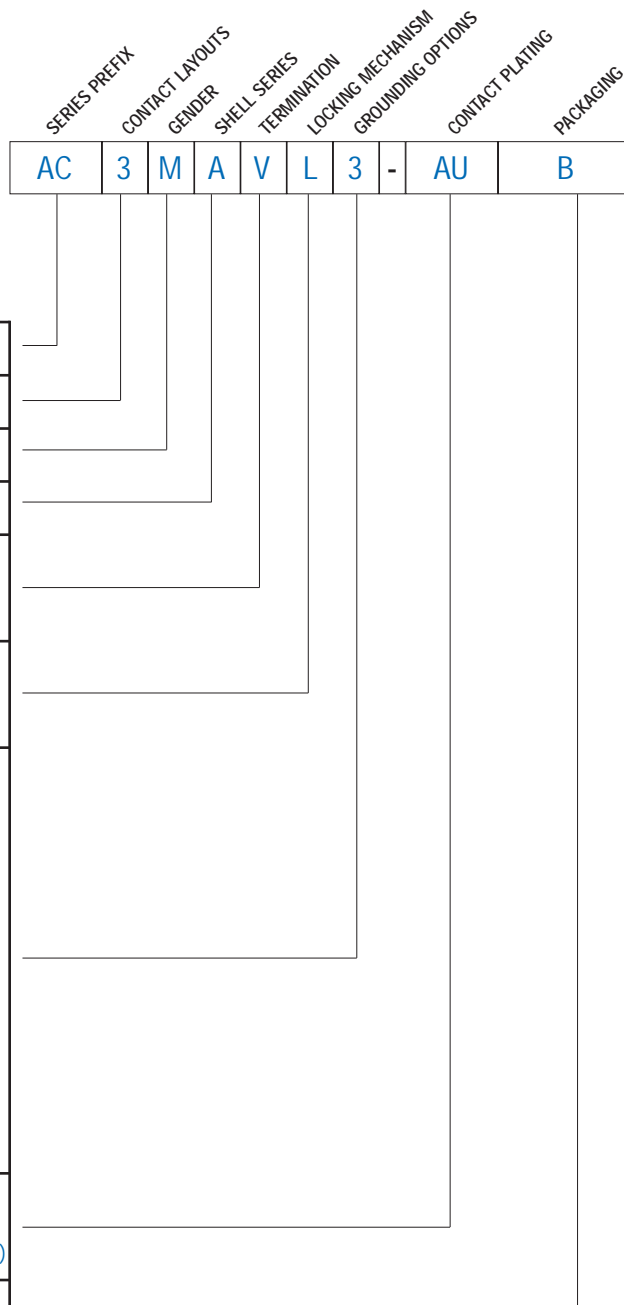 SERIES PREFIX
CONTACT LAYOUTS
GENDER
SHELL SERIES
TERMINATION
LOCKING MECHANISM
GROUNDING OPTIONS
CONTACT PLATING
PACKAGING
AC 3 M A V L 3 - AU B
)